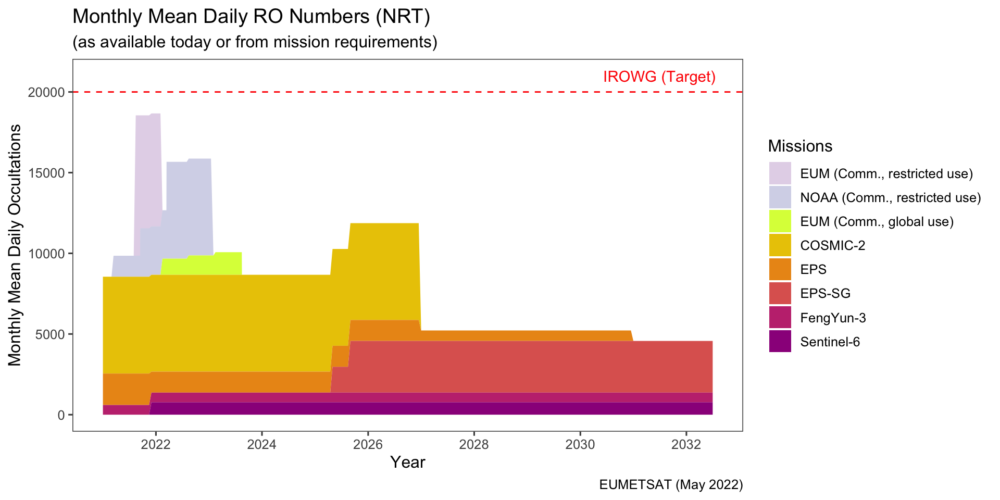 Monthly Mean Daily RO Numbers (NRT)
(as available today or from mission requirements)
IROWG (Target)
20000
15000
10000
5000
0
Monthly Mean Daily Occultations
2022 2024 2026 2028 2030 2032
Year
EUMETSAT (May 2022)
Missions
EUM (Comm., restricted use)
NOAA (Comm., restricted use)
EUM (Comm., global use)
COSMIC-2
EPS
EPS-SG
FengYun-3
Sentinel-6